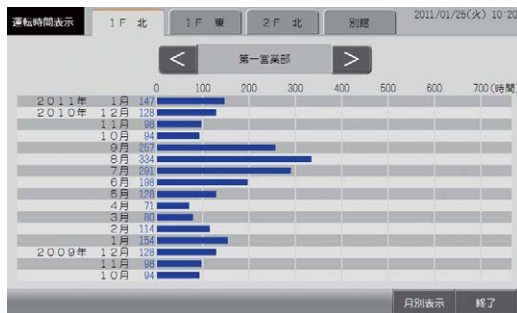 運転時間表示 1F 北 1F 東 2F 北 別館 2011/01/25(火) 10:20
< 第一営業部 >
0 100 200 300 400 500 600 700(時間)
2011年 1月 147
2010年 12月 128
11月 98
10月 94
9月 257
8月 334
7月 291
6月 198
5月 128
4月 71
3月 80
2月 114
1月 154
2009年 12月 128
11月 98
10月 94
月別表示 終了